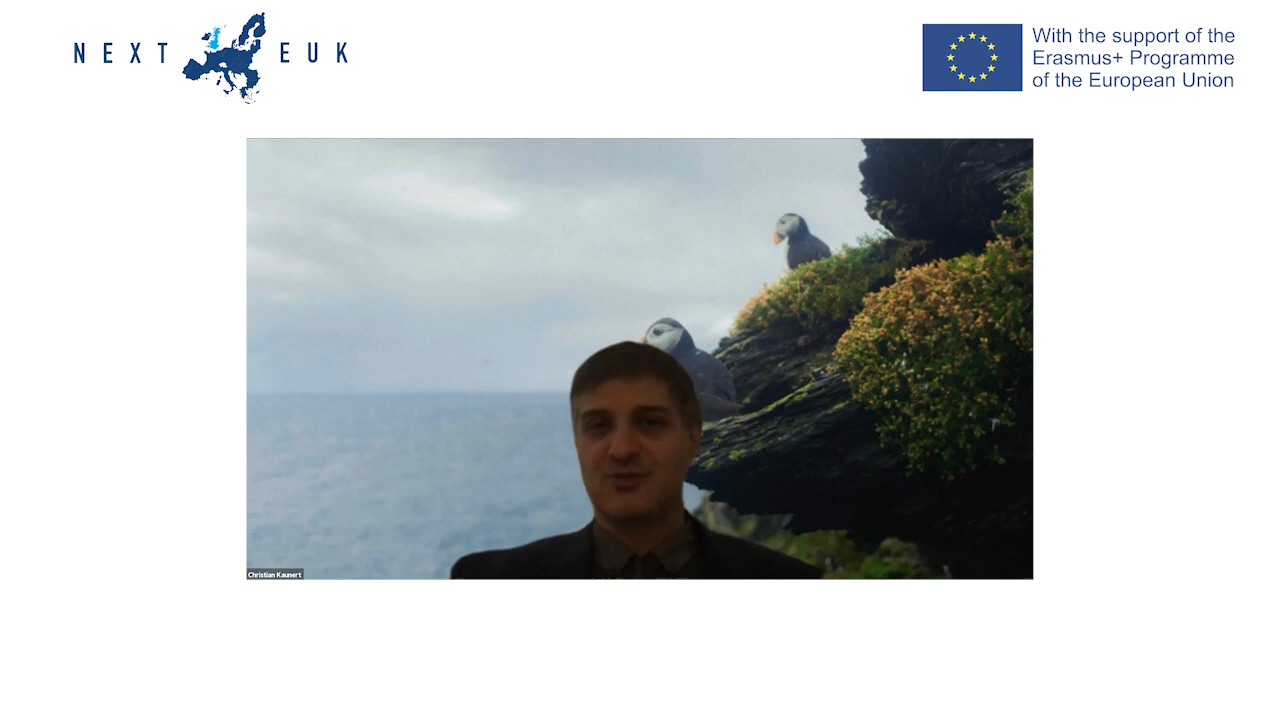 NEXT EUK
With the support of the
Erasmus+ Programme
of the European Union
Christian Kaunert